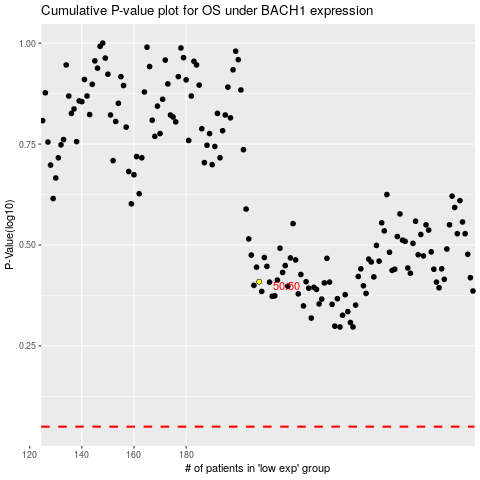 Cumulative P-value plot for OS under BACH1 expression
1.00
0.75
0.50
0.25
P-Value(log10)
50:50
120 140 160 180
# of patients in 'low exp' group